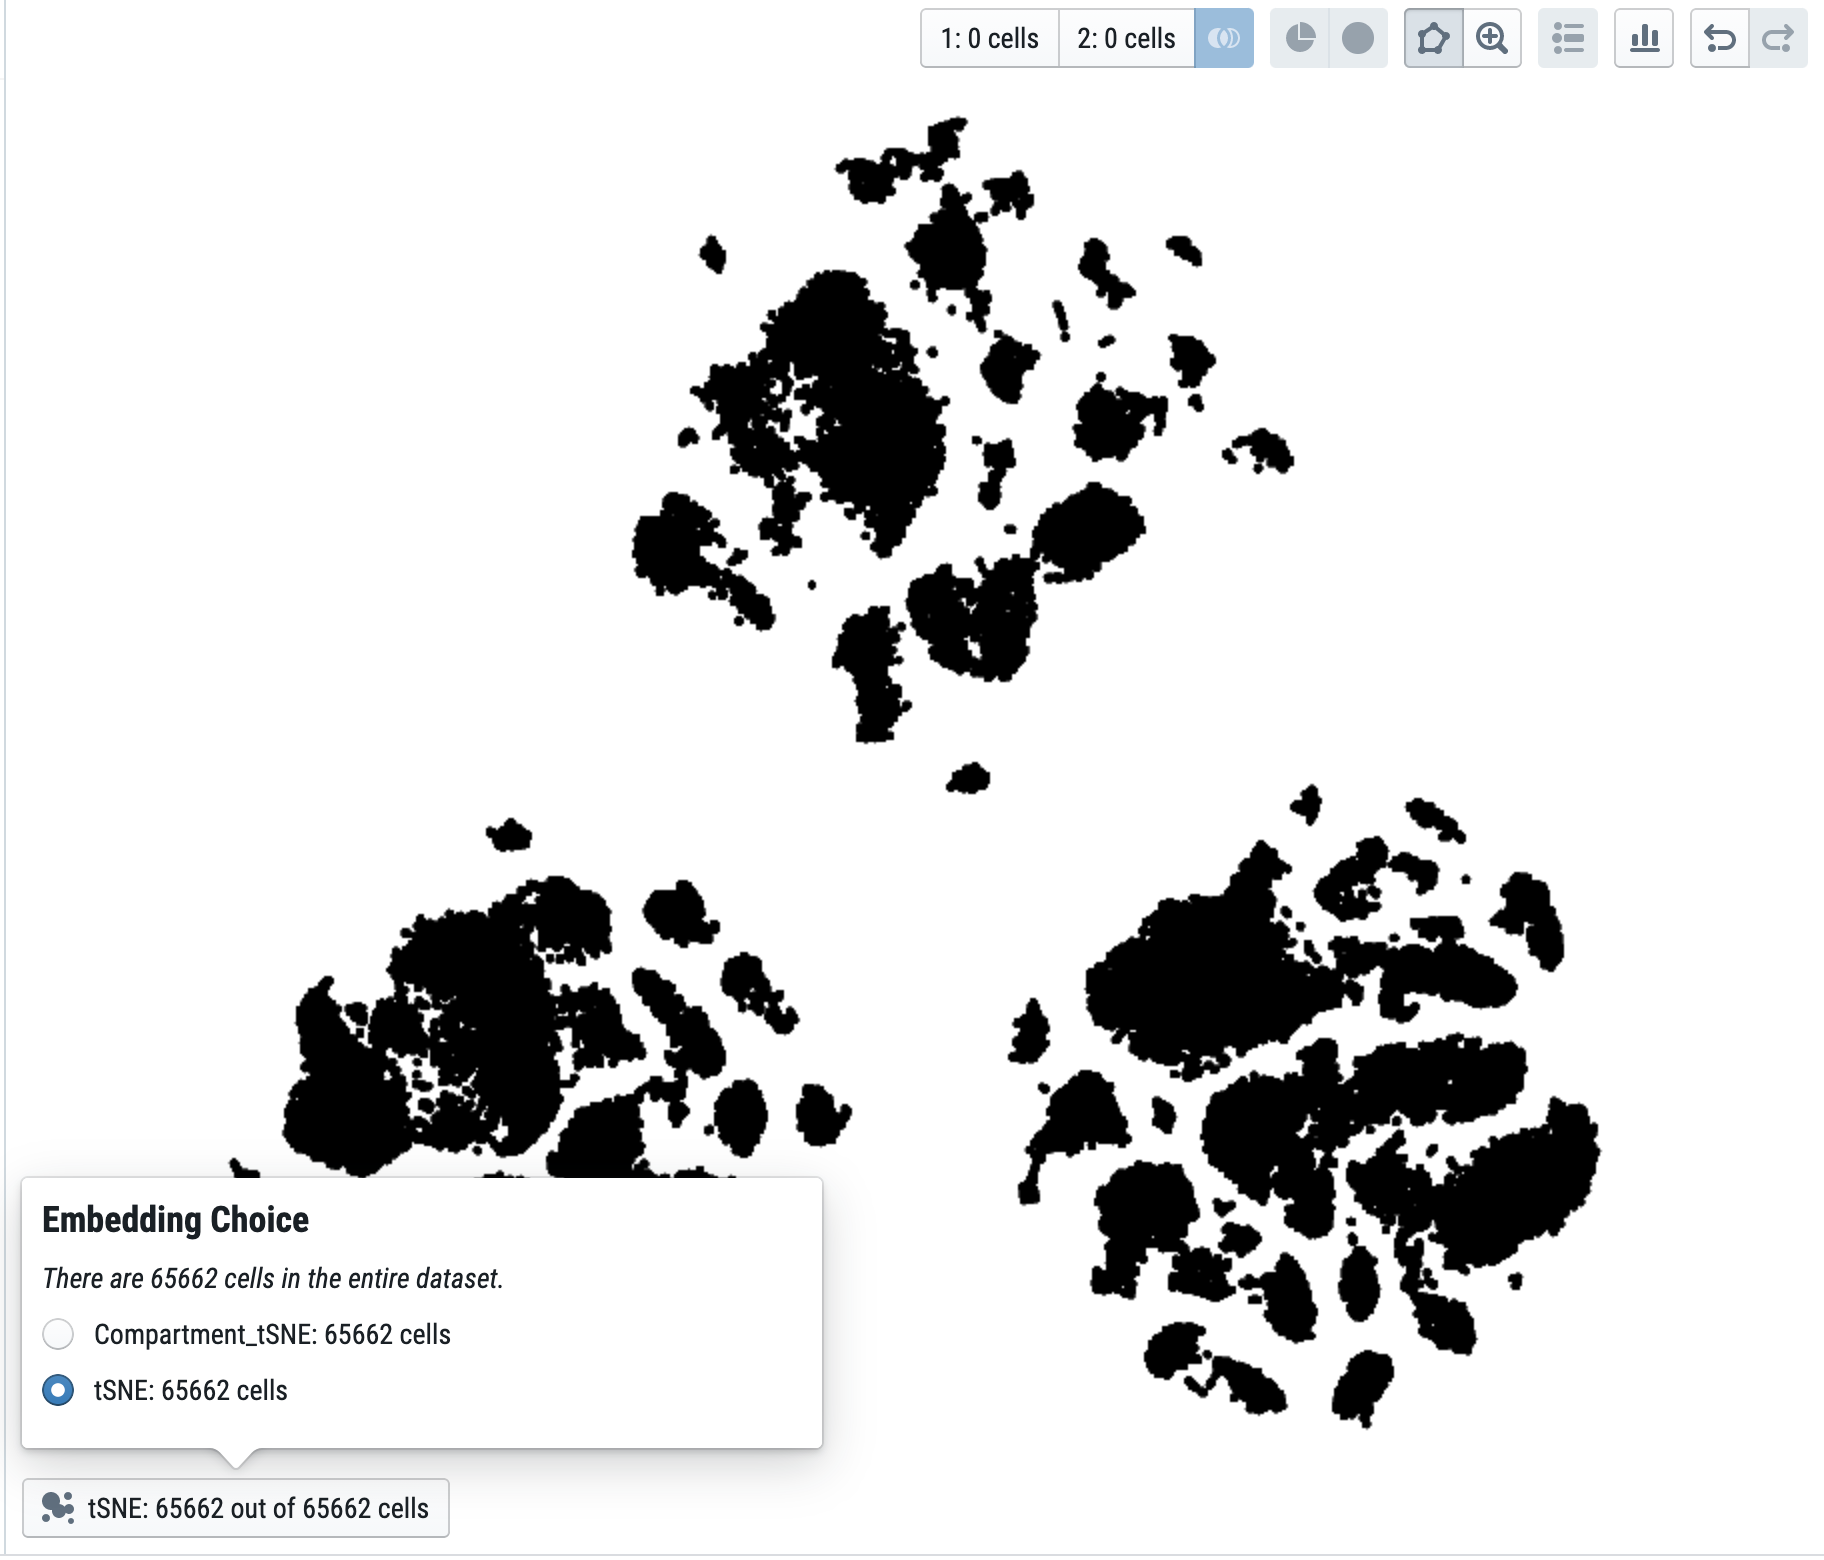 1: 0 cells
2: 0 cells
Embedding Choice
There are 65662 cells in the entire dataset.
Compartment_tSNE: 65662 cells
tSNE: 65662 cells
tSNE: 65662 out of 65662 cells